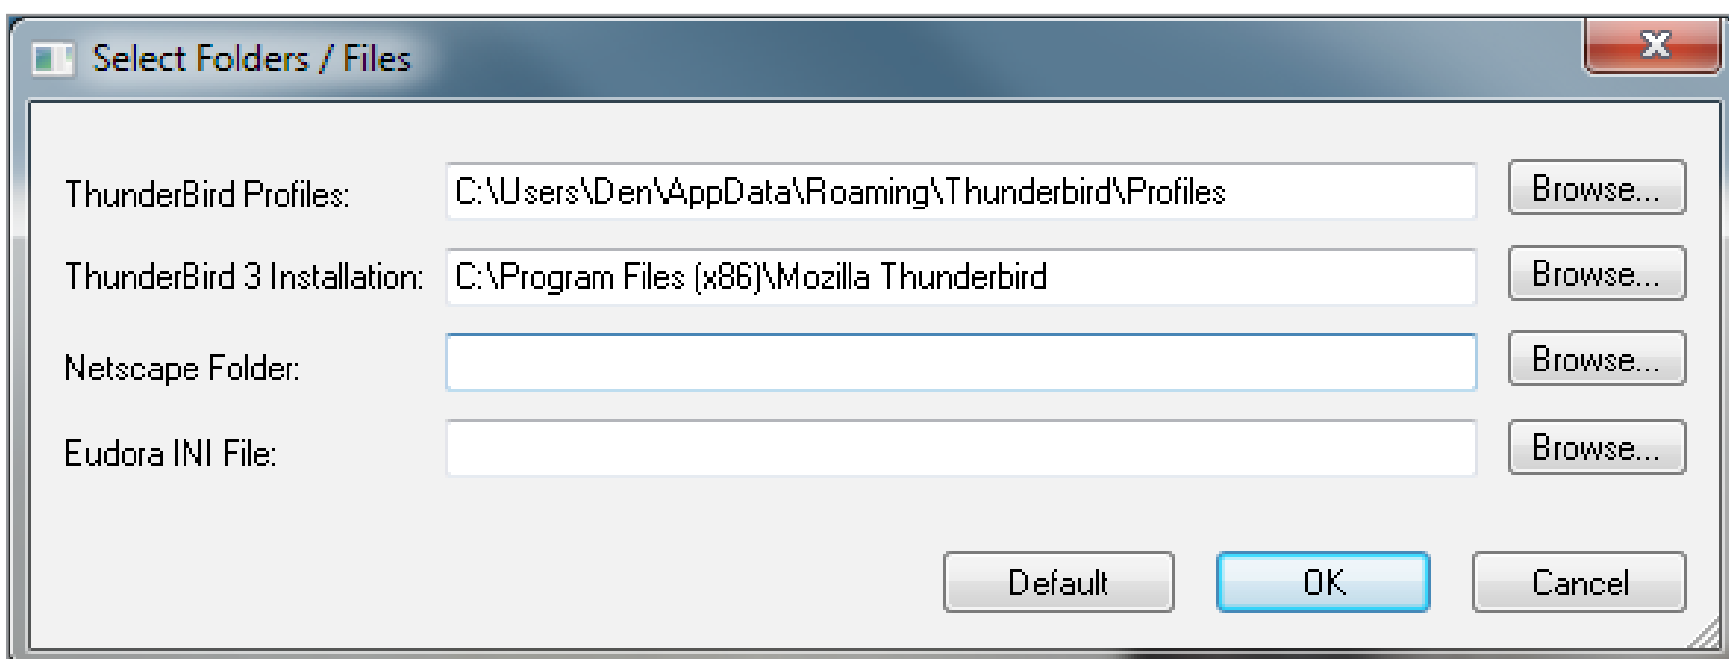 Select Folders / Files
ThunderBird Profiles: C:\Users\Den\AppData\Roaming\Thunderbird\Profiles Browse...
ThunderBird 3 Installation: C:\Program Files (x86)\Mozilla Thunderbird Browse...
Netscape Folder: Browse...
Eudora INI File: Browse...
Default OK Cancel